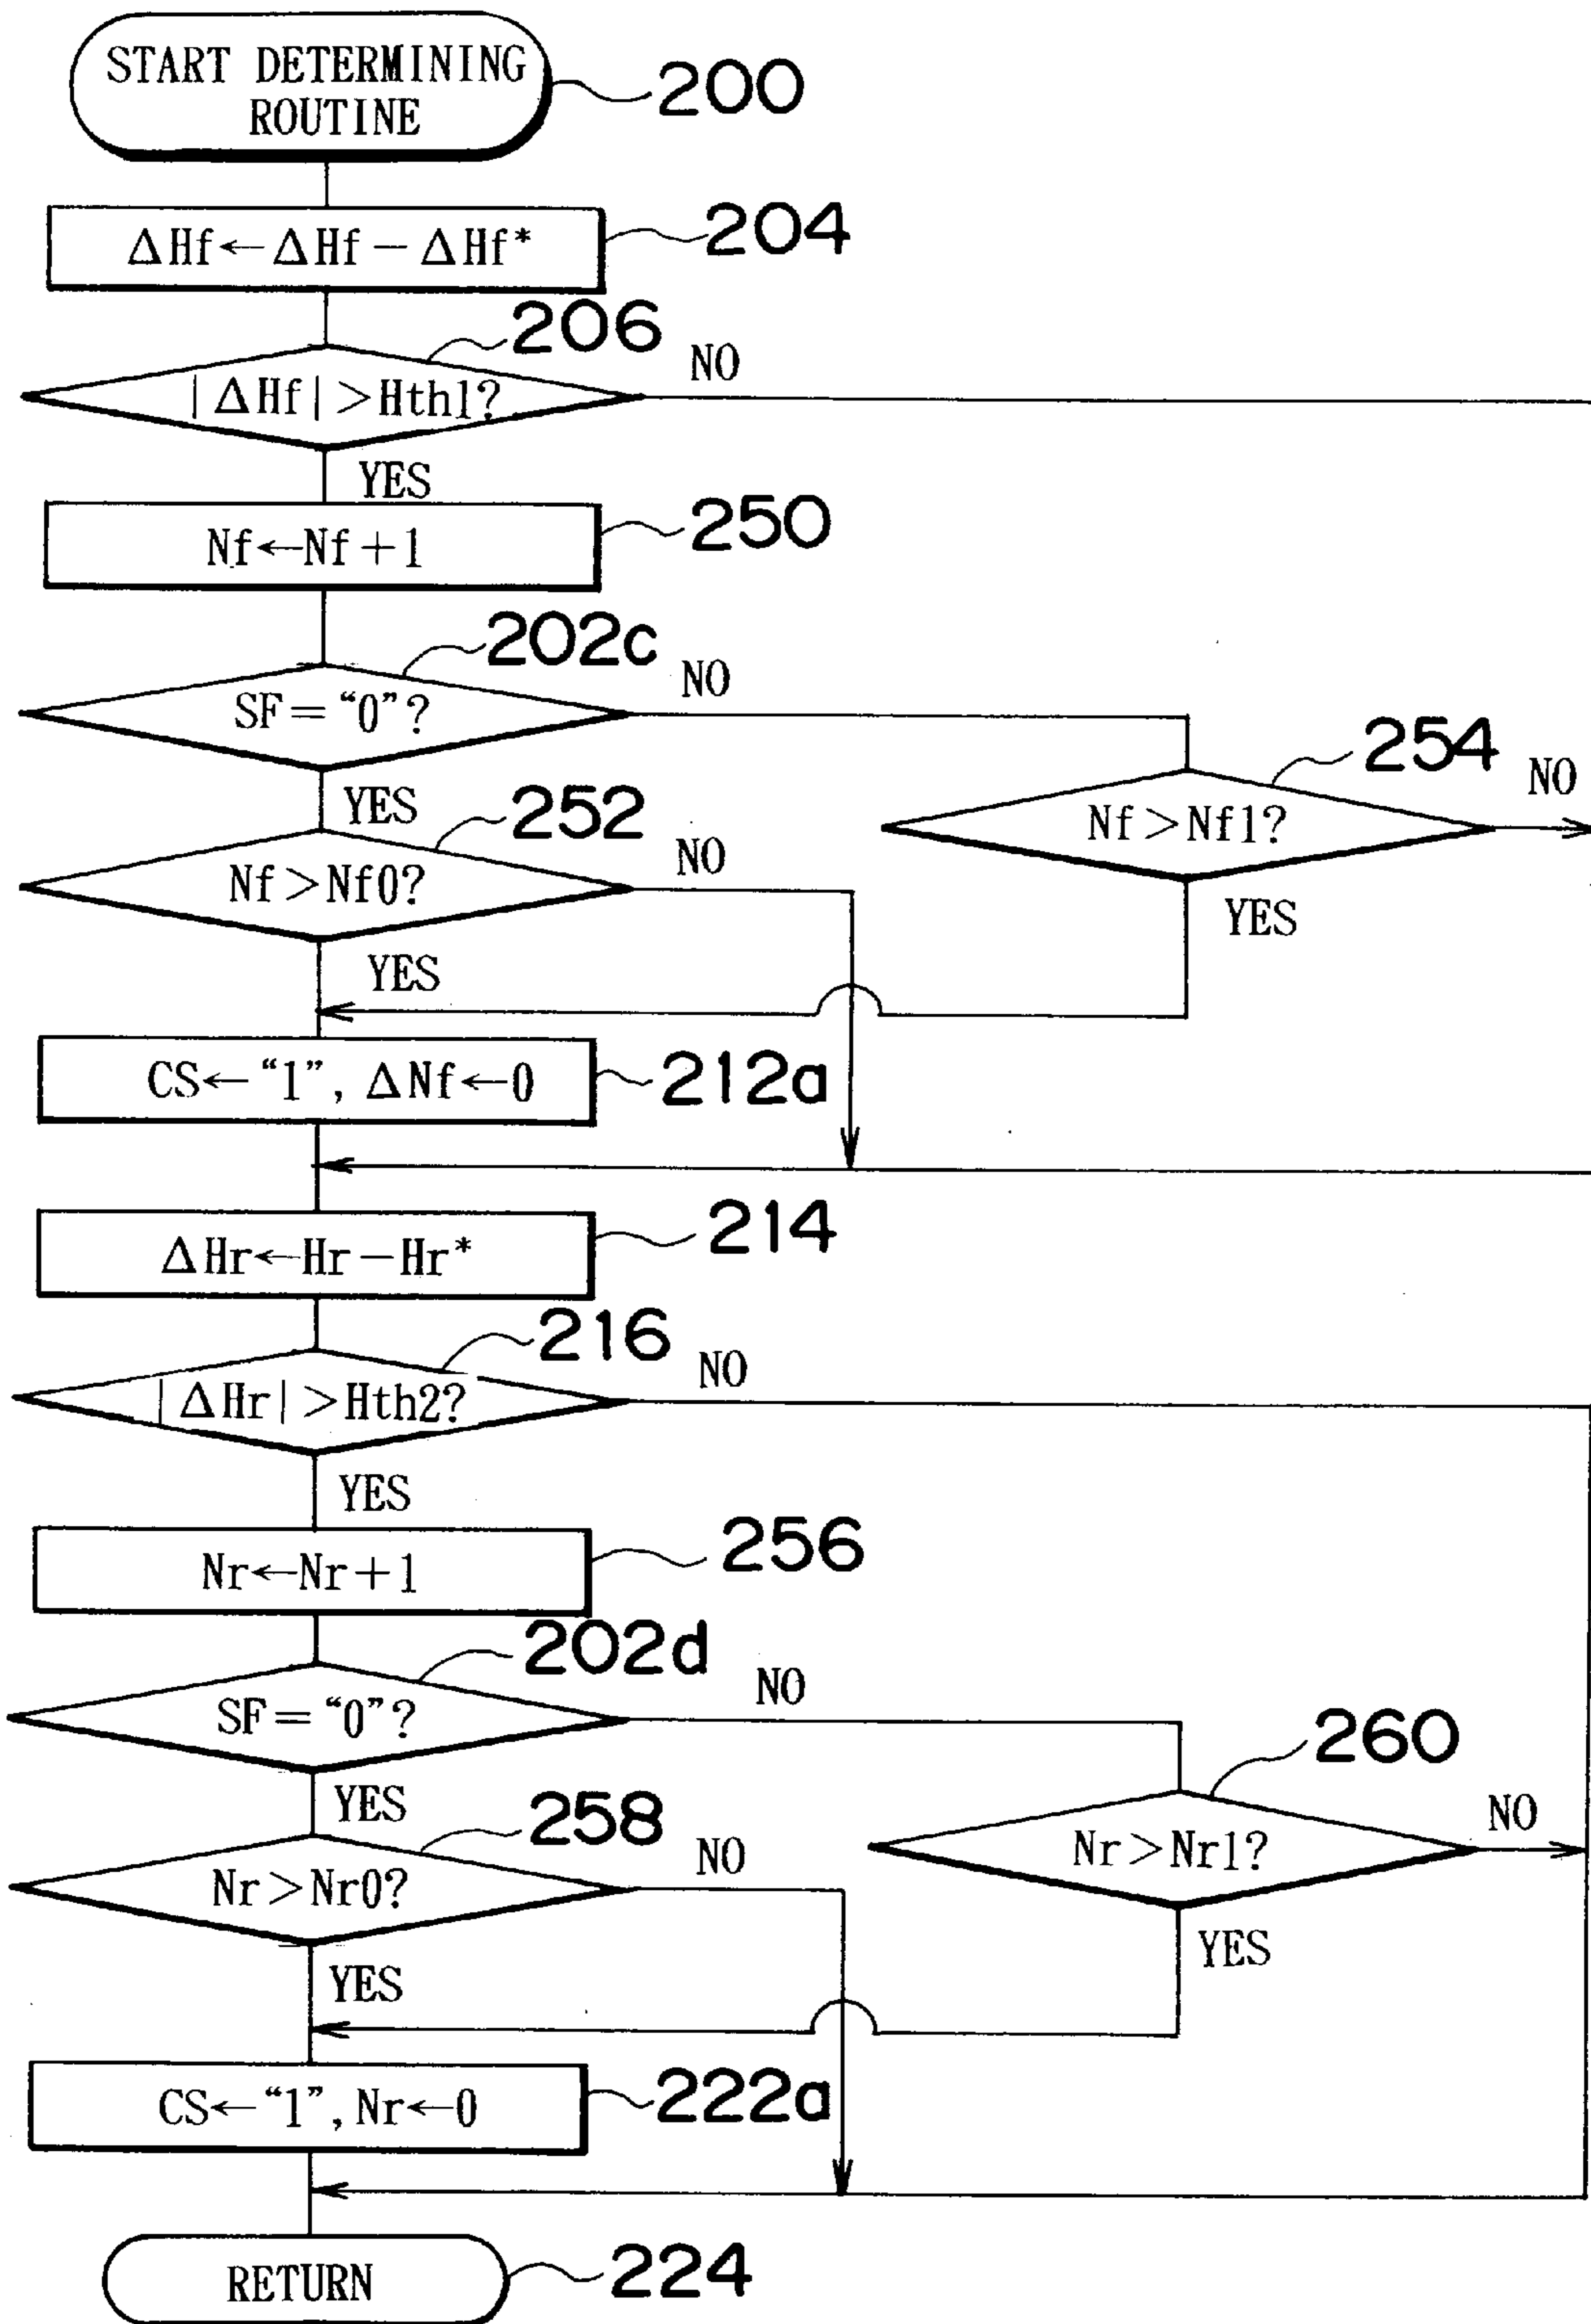 START DETERMINING
ROUTINE
200
ΔHf←ΔHf－ΔHf*
204
206
|ΔHf|＞Hth1?
NO
YES
Nf←Nf＋1
250
202c
SF＝“0”?
NO
YES
254
Nf＞Nf1?
NO
YES
252
Nf＞Nf0?
NO
YES
CS←“1”, ΔNf←0
212a
ΔHr←Hr－Hr*
214
216
|ΔHr|＞Hth2?
NO
YES
Nr←Nr＋1
256
202d
SF＝“0”?
NO
YES
260
Nr＞Nr1?
NO
YES
258
Nr＞Nr0?
NO
YES
CS←“1”, Nr←0
222a
RETURN
224